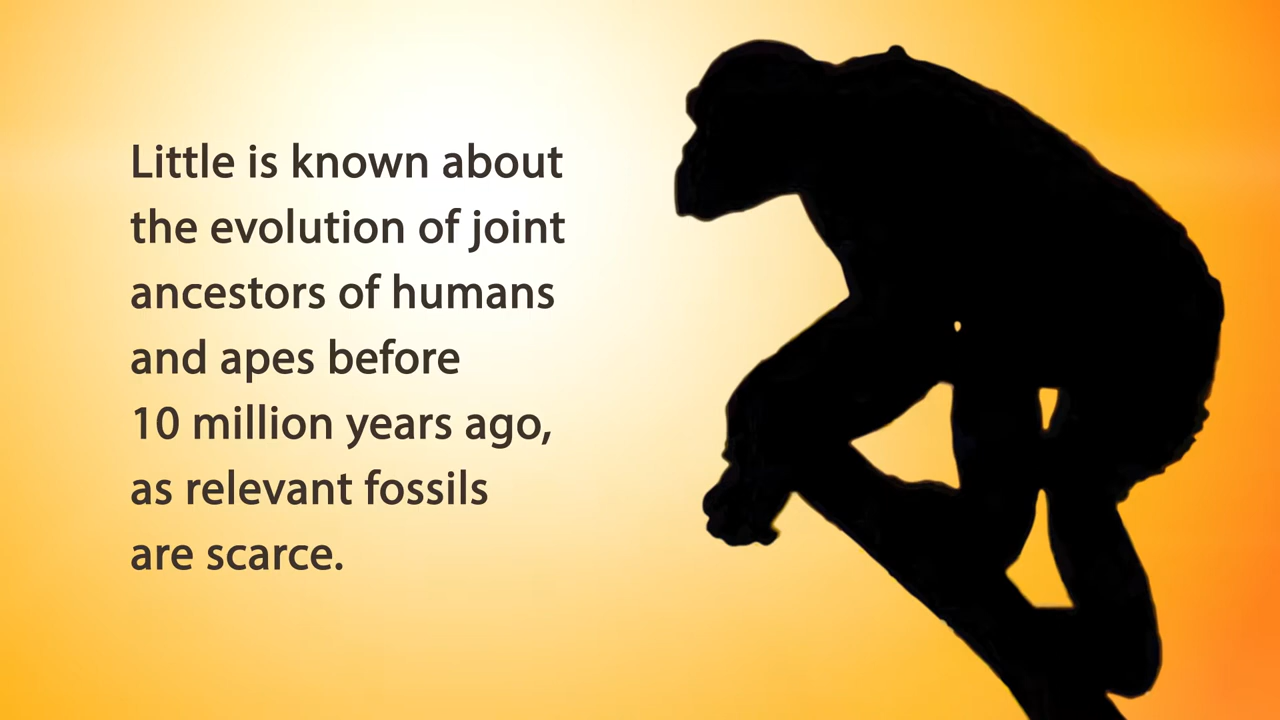 Little is known about
the evolution of joint
ancestors of humans
and apes before
10 million years ago,
as relevant fossils
are scarce.